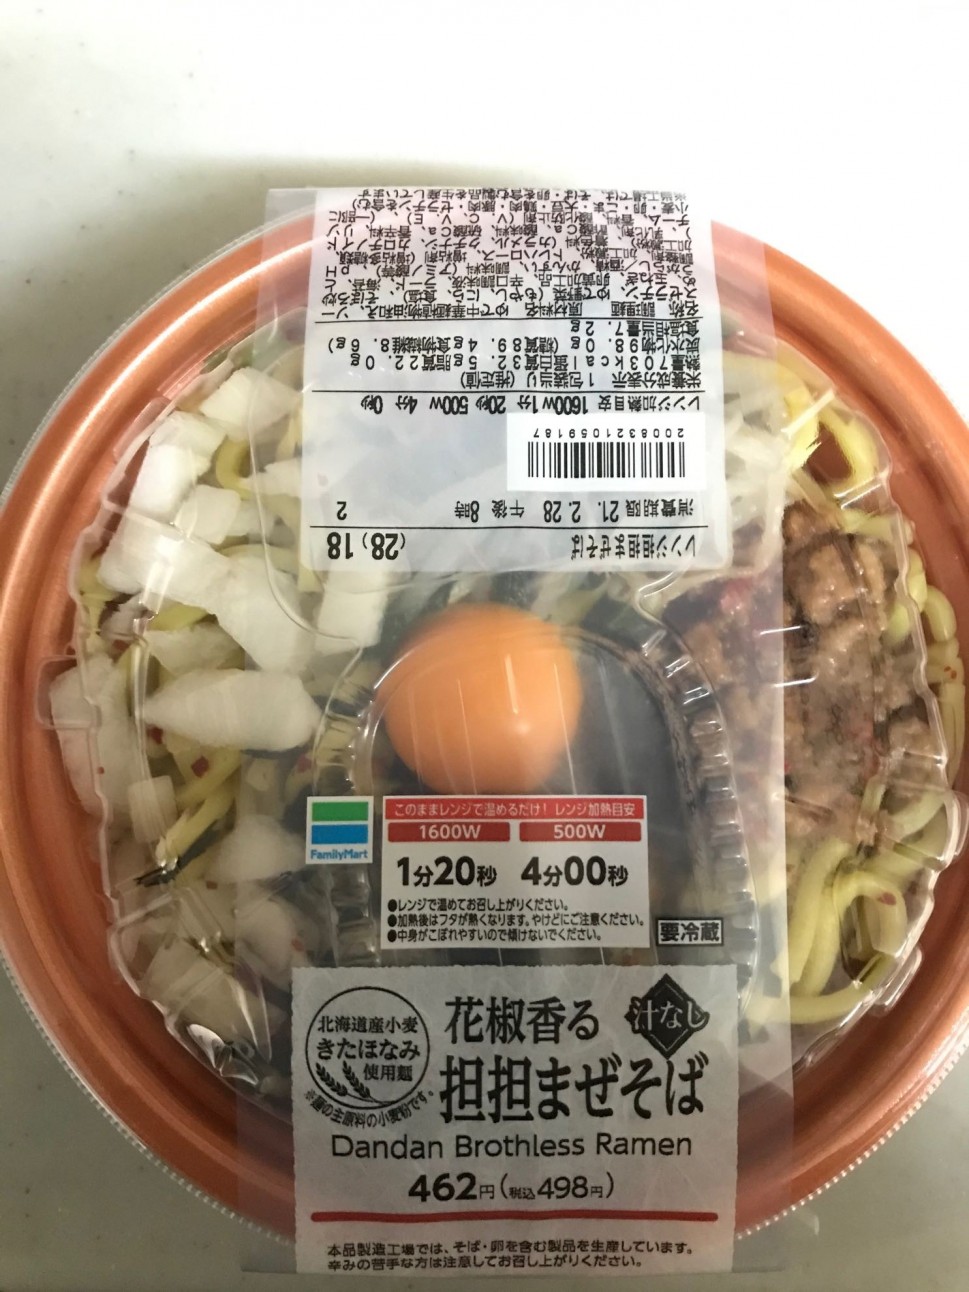 レンジ担担まぜそば
(28) 18
消費期限 21. 2. 28 午後 8時
2
2008321059187
レンジ加熱目安 1600W 1分 20秒 500W 4分 0秒
栄養成分表示 1包装当り(推定値)
熱量703kcal 蛋白質32.5g 脂質22.0g
炭水化物98.0g (糖質89.4g 食物繊維8.6g)
食塩相当量7.2g
FamilyMart
このままレンジで温めるだけ! レンジ加熱目安
1600W 500W
1分20秒 4分00秒
●レンジで温めてお召し上がりください。
●加熱後はフタが熱くなります。やけどにご注意ください。
●中身がこぼれやすいので傾けないでください。
要冷蔵
北海道産小麦
きたほなみ
使用麺
※麺の主原料の小麦粉です。
花椒香る
汁なし
担担まぜそば
Dandan Brothless Ramen
462円(税込498円)
本品製造工場では、そば・卵を含む製品を生産しています。
辛みの苦手な方は注意してお召し上がりください。